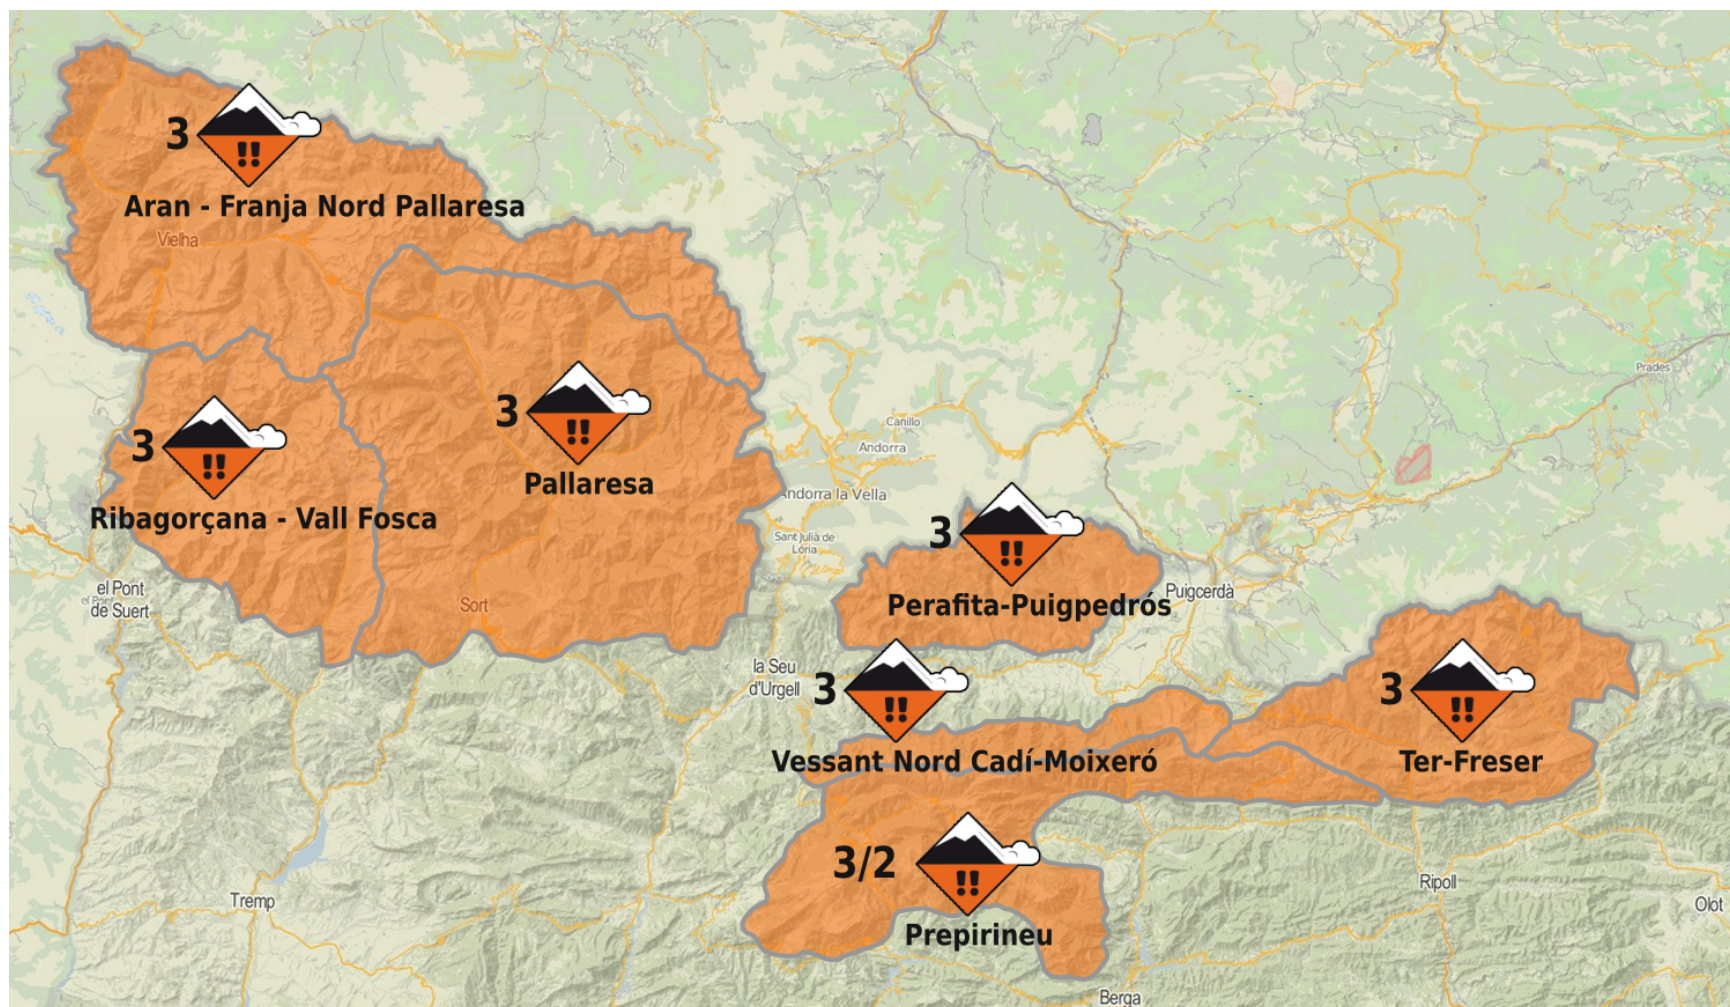 3
!!
Aran - Franja Nord Pallaresa
Vielha
3
!!
Pallaresa
3
!!
Ribagorçana - Vall Fosca
Prades
Canillo
Andorra
Andorra la Vella
Sant Julià de
Lòria
3
!!
Perafita-Puigpedrós
Puigcerdà
el Pont
de Suert
Sort
la Seu
d'Urgell
3
!!
Vessant Nord Cadí-Moixeró
3
!!
Ter-Freser
3/2
!!
Prepirineu
Tremp
Ripoll
Olot
Berga